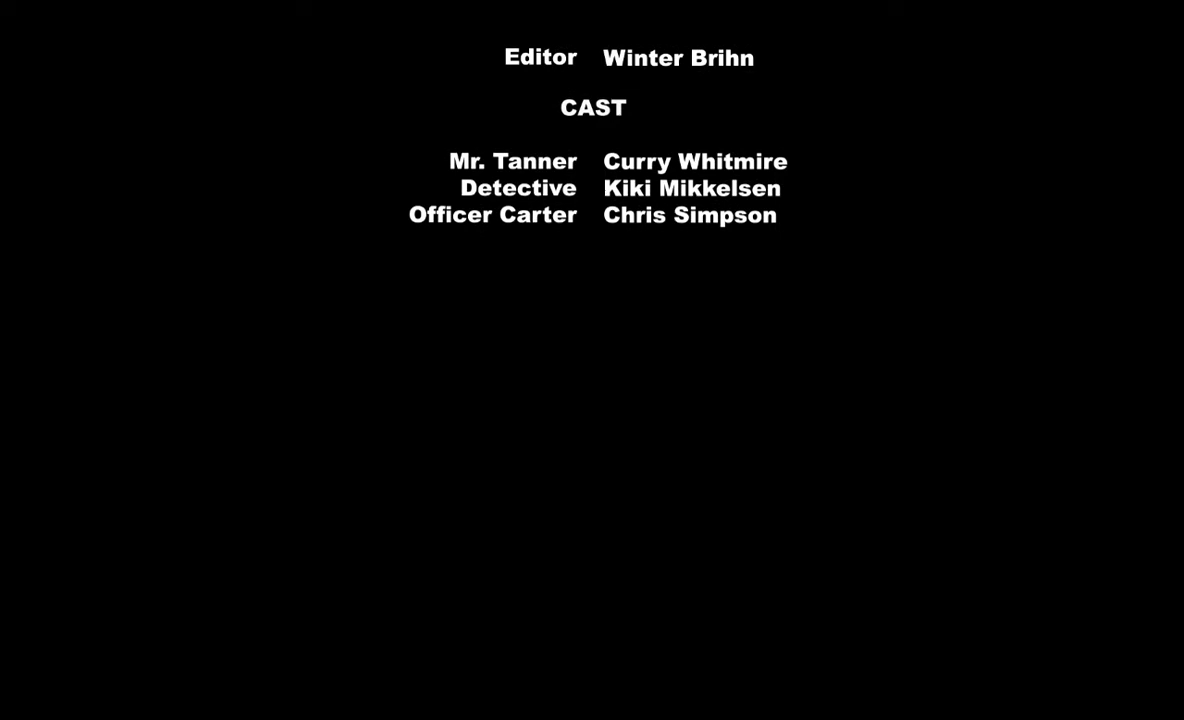 Editor Winter Brihn
CAST
Mr. Tanner Curry Whitmire
Detective Kiki Mikkelsen
Officer Carter Chris Simpson